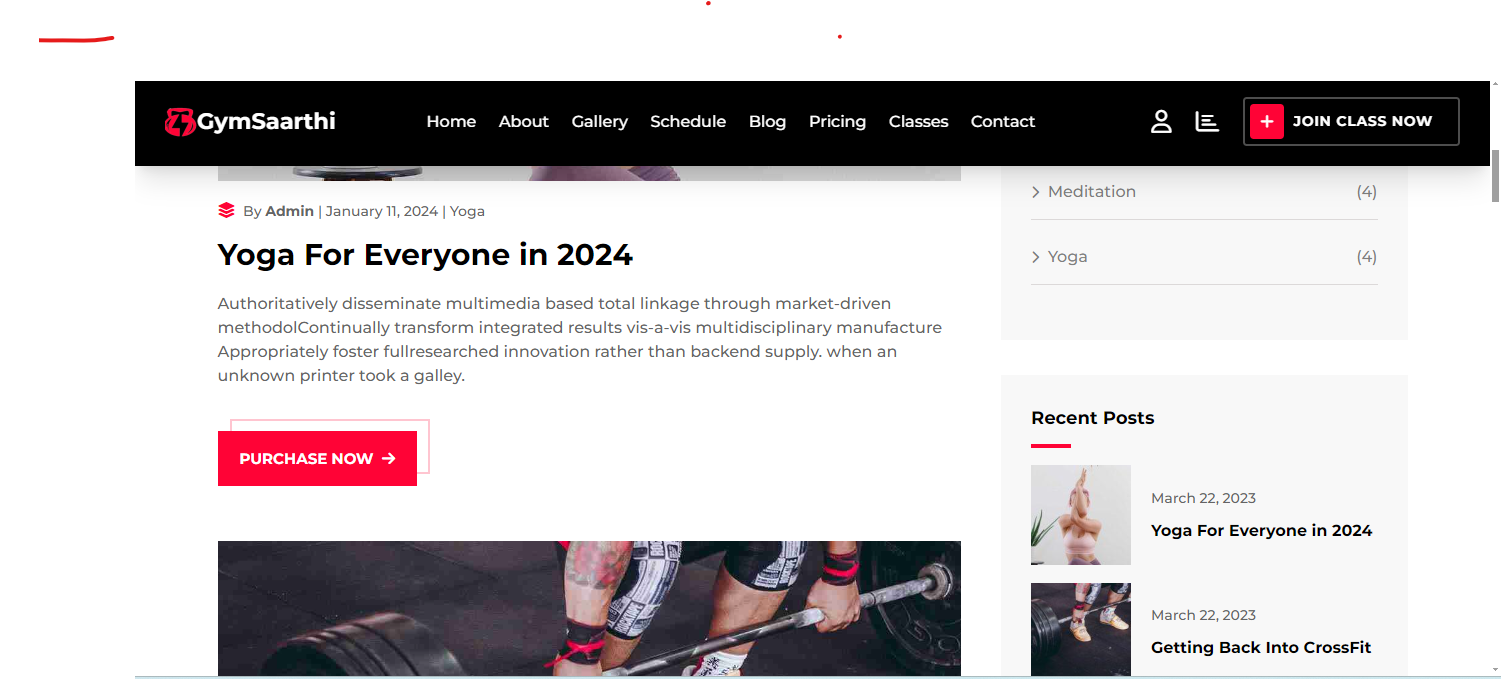 GymSaarthi
Home About Gallery Schedule Blog Pricing Classes Contact
JOIN CLASS NOW
By Admin | January 11, 2024 | Yoga
Yoga For Everyone in 2024
Authoritatively disseminate multimedia based total linkage through market-driven
methodolContinually transform integrated results vis-a-vis multidisciplinary manufacture
Appropriately foster fullresearched innovation rather than backend supply. when an
unknown printer took a galley.
PURCHASE NOW
Meditation (4)
Yoga (4)
Recent Posts
March 22, 2023
Yoga For Everyone in 2024
March 22, 2023
Getting Back Into CrossFit